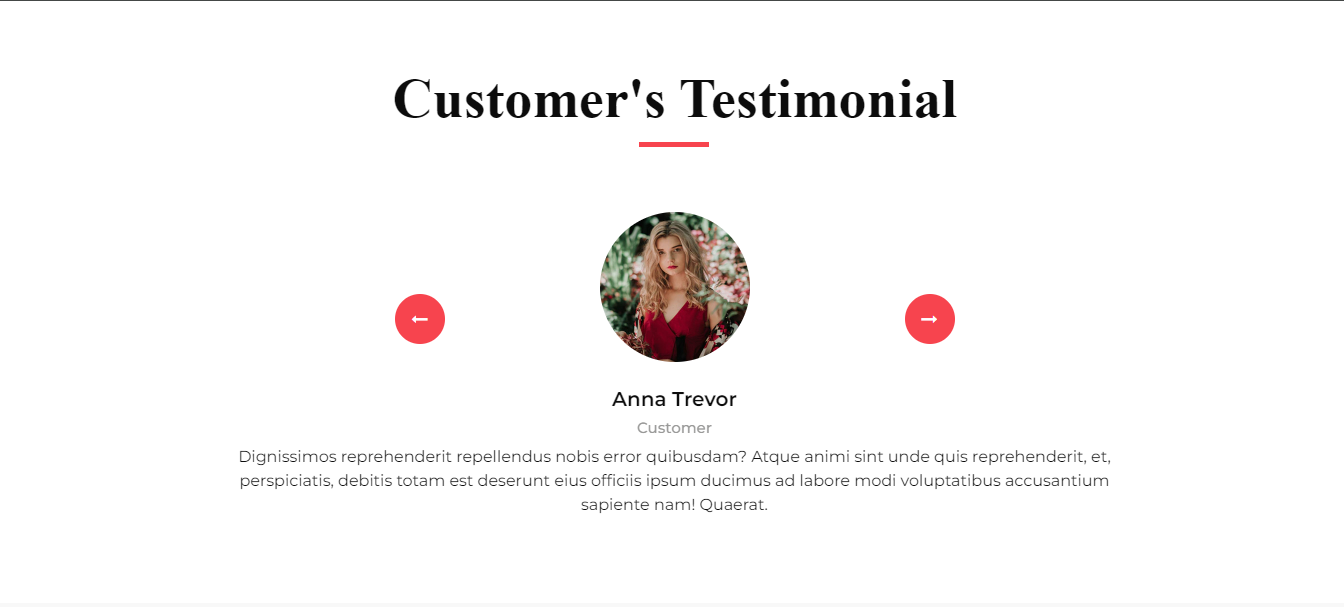 Customer's Testimonial
Anna Trevor
Customer
Dignissimos reprehenderit repellendus nobis error quibusdam? Atque animi sint unde quis reprehenderit, et,
perspiciatis, debitis totam est deserunt eius officiis ipsum ducimus ad labore modi voluptatibus accusantium
sapiente nam! Quaerat.